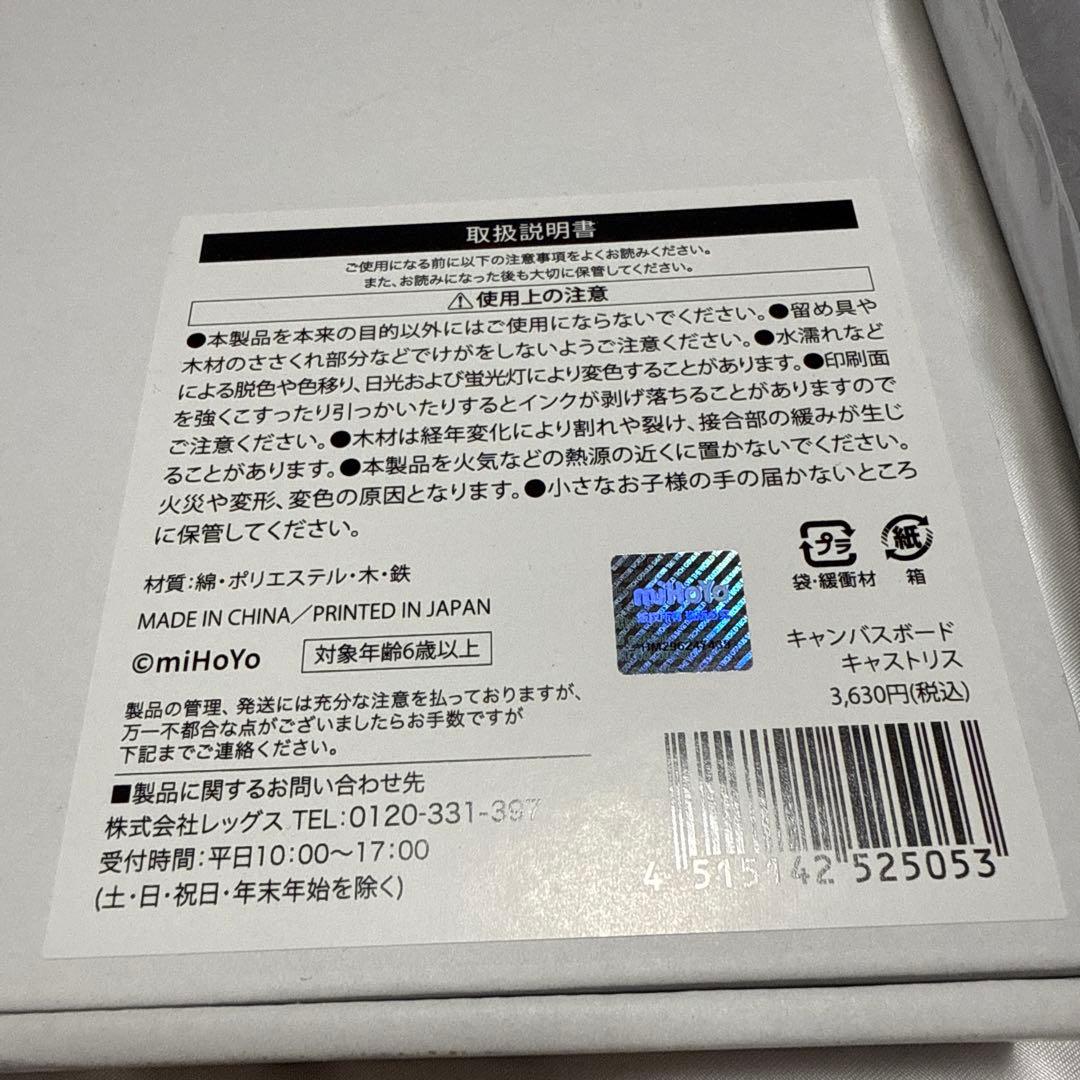 取扱説明書
ご使用になる前に以下の注意事項をよくお読みください。
また、お読みになった後も大切に保管してください。
⚠使用上の注意
●本製品を本来の目的以外にはご使用にならないでください。●留め具や
木材のささくれ部分などでけがをしないようご注意ください。●水濡れなど
による脱色や色移り、日光および蛍光灯により変色することがあります。●印刷面
を強くこすったり引っかいたりするとインクが剥げ落ちることがありますので
ご注意ください。●木材は経年変化により割れや裂け、接合部の緩みが生じ
ることがあります。●本製品を火気などの熱源の近くに置かないでください。
火災や変形、変色の原因となります。●小さなお子様の手の届かないところ
に保管してください。
プラ 紙
袋・緩衝材 箱
材質：綿・ポリエステル・木・鉄
MADE IN CHINA／PRINTED IN JAPAN
©miHoYo 対象年齢6歳以上
miHoYo
キャンバスボード
キャストリス
3,630円(税込)
製品の管理、発送には充分な注意を払っておりますが、
万一不都合な点がございましたらお手数ですが
下記までご連絡ください。
■製品に関するお問い合わせ先
株式会社レッグス TEL：0120-331-397
受付時間：平日10：00～17：00
(土・日・祝日・年末年始を除く)
4 515142 525053